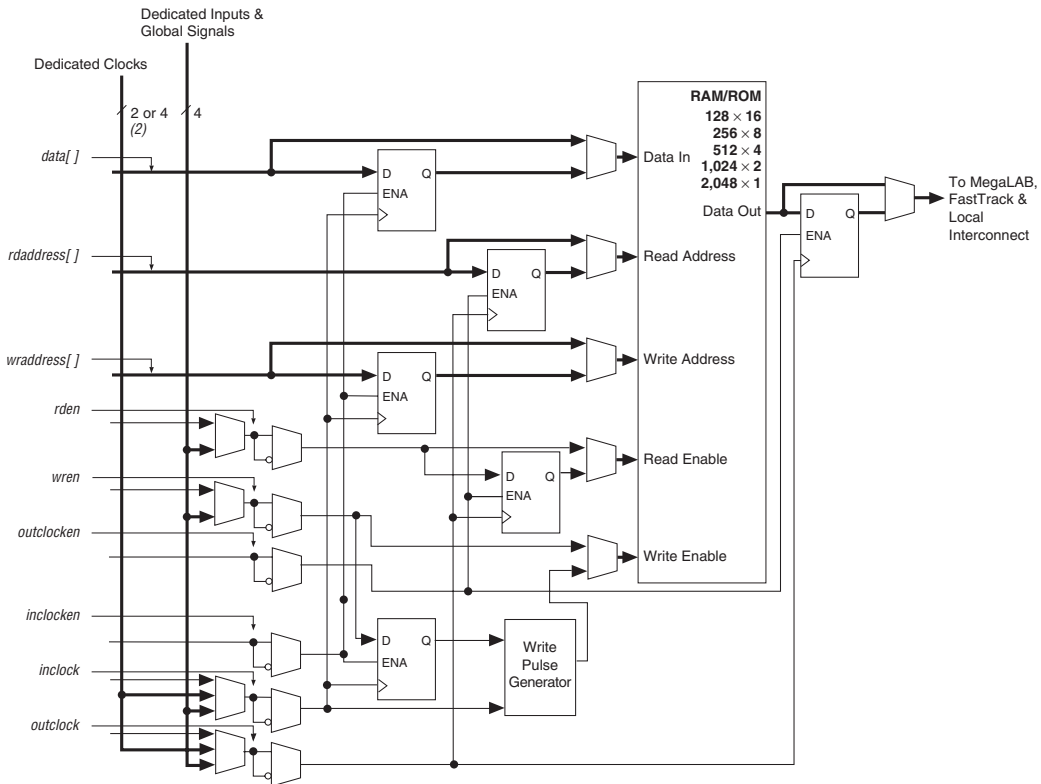 Dedicated Inputs &
Global Signals
Dedicated Clocks
2 or 4
(2)
4
RAM/ROM
128 × 16
256 × 8
512 × 4
1,024 × 2
2,048 × 1
data[ ]
D
Q
ENA
Data In
Data Out
D
Q
ENA
To MegaLAB,
FastTrack &
Local
Interconnect
rdaddress[ ]
D
Q
ENA
Read Address
wraddress[ ]
D
Q
ENA
Write Address
rden
D
Q
ENA
Read Enable
wren
outclocken
Write Enable
inclocken
D
Q
ENA
Write
Pulse
Generator
inclock
outclock